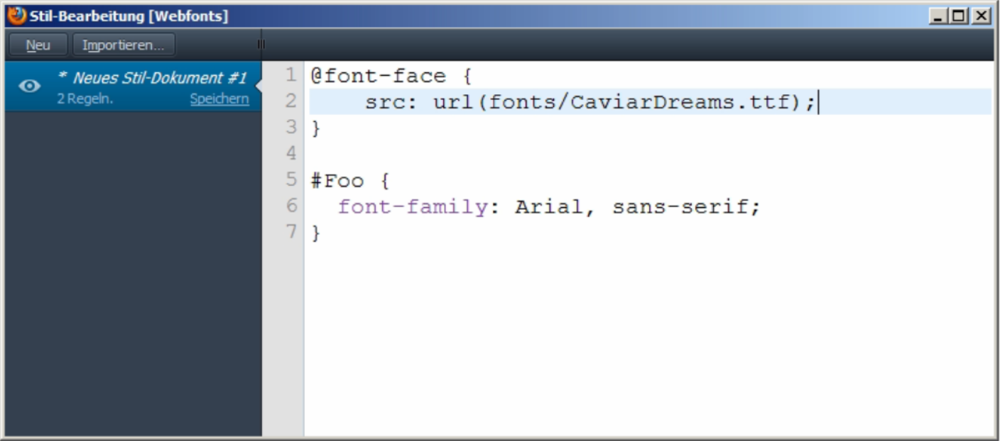 Stil-Bearbeitung [Webfonts]
Neu Importieren...
* Neues Stil-Dokument #1
2 Regeln. Speichern
1 @font-face {
2 src: url(fonts/CaviarDreams.ttf);
3 }
4
5 #Foo {
6 font-family: Arial, sans-serif;
7 }